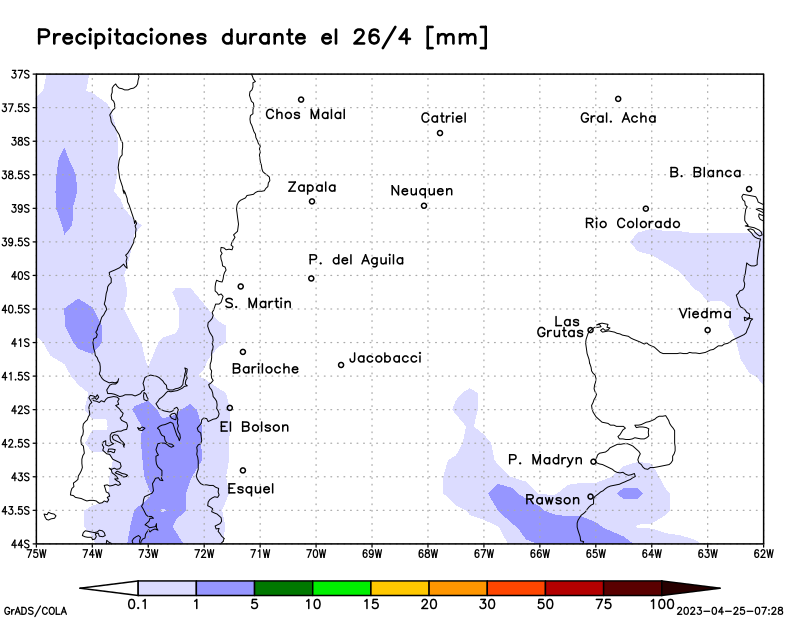 Precipitaciones durante el 26/4 [mm]
37S
37.5S
38S
38.5S
39S
39.5S
40S
40.5S
41S
41.5S
42S
42.5S
43S
43.5S
44S
Chos Malal
Catriel
Gral. Acha
B. Blanca
Zapala
Neuquen
Rio Colorado
P. del Aguila
S. Martin
Viedma
Las
Grutas
Bariloche
Jacobacci
El Bolson
Esquel
P. Madryn
Rawson
75W 74W 73W 72W 71W 70W 69W 68W 67W 66W 65W 64W 63W 62W
0.1 1 5 10 15 20 30 50 75 100
GrADS/COLA
2023-04-25-07:28